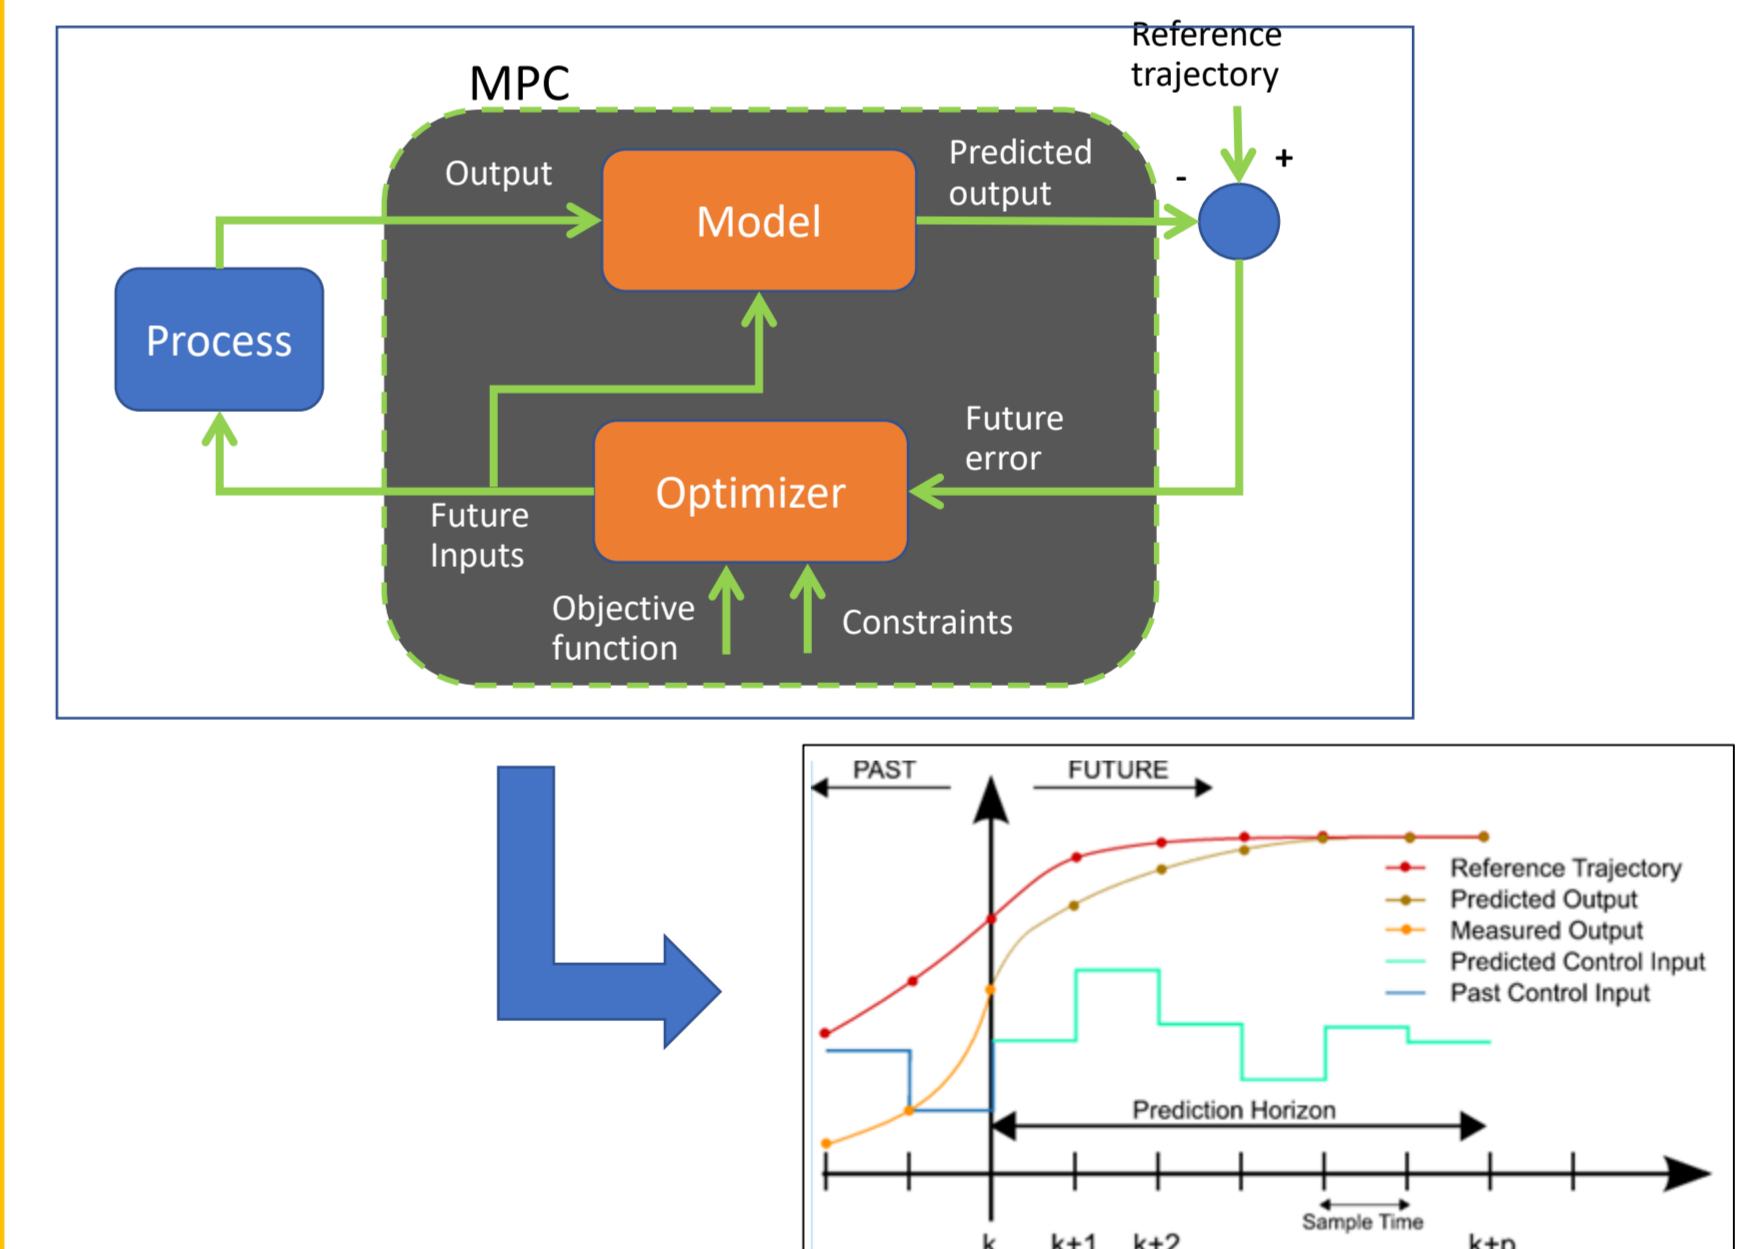 Reference
trajectory
MPC
Output
Predicted
output
-
+
Model
Process
Future
error
Optimizer
Future
Inputs
Objective
function
Constraints
PAST
FUTURE
Reference Trajectory
Predicted Output
Measured Output
Predicted Control Input
Past Control Input
Prediction Horizon
Sample Time
k
k+1
k+2
k+p